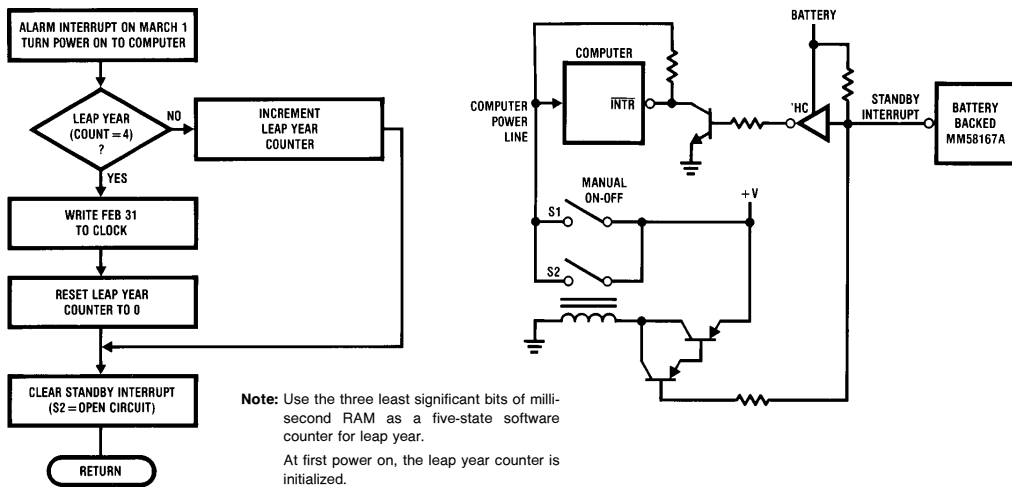 ALARM INTERRUPT ON MARCH 1
TURN POWER ON TO COMPUTER
LEAP YEAR
(COUNT=4)
?
NO
INCREMENT
LEAP YEAR
COUNTER
YES
WRITE FEB 31
TO CLOCK
RESET LEAP YEAR
COUNTER TO 0
CLEAR STANDBY INTERRUPT
(S2=OPEN CIRCUIT)
RETURN
Note: Use the three least significant bits of milli-
second RAM as a five-state software
counter for leap year.
At first power on, the leap year counter is
initialized.
BATTERY
COMPUTER
INTR
COMPUTER
POWER
LINE
'HC
STANDBY
INTERRUPT
BATTERY
BACKED
MM58167A
MANUAL
ON-OFF
S1
S2
+V